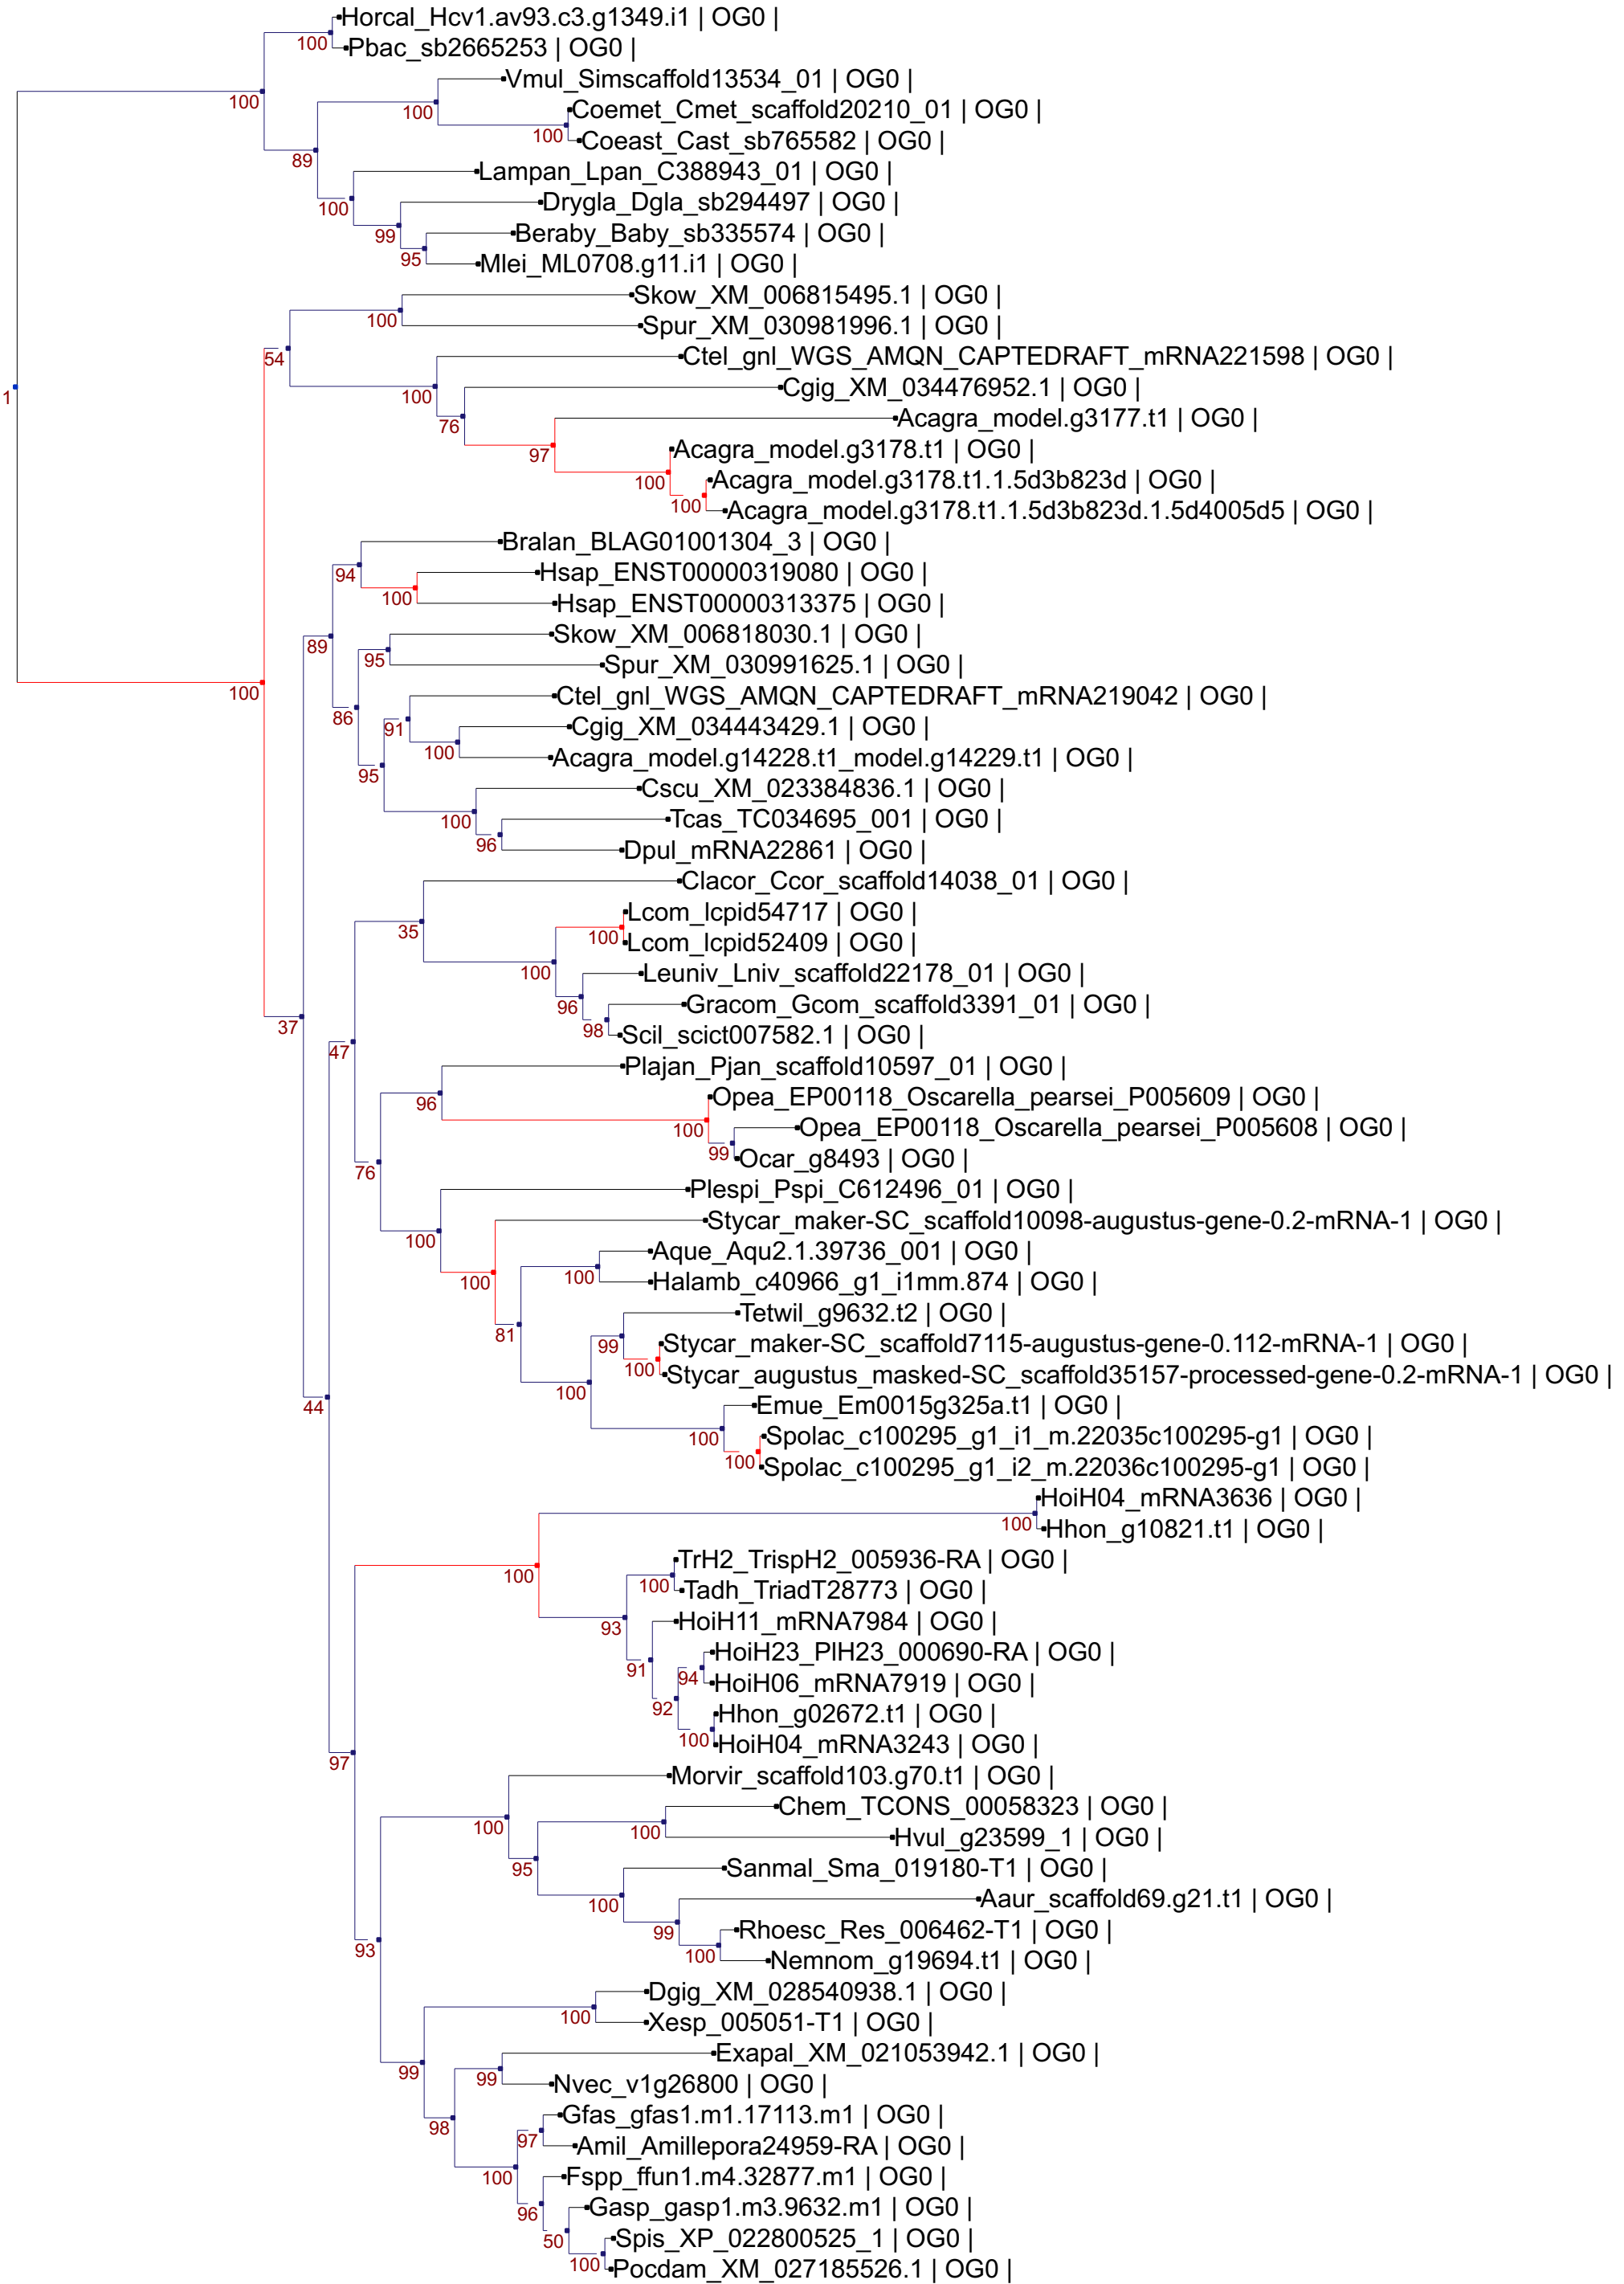 Horcal_Hcv1.av93.c3.g1349.i1 | OG0 |
100
Pbac_sb2665253 | OG0 |
Vmul_Simscaffold13534_01 | OG0 |
100
100
Coemet_Cmet_scaffold20210_01 | OG0 |
100
Coeast_Cast_sb765582 | OG0 |
89
Lampan_Lpan_C388943_01 | OG0 |
100
Drygla_Dgla_sb294497 | OG0 |
99
Beraby_Baby_sb335574 | OG0 |
95
Mlei_ML0708.g11.i1 | OG0 |
Skow_XM_006815495.1 | OG0 |
100
Spur_XM_030981996.1 | OG0 |
54
Ctel_gnl_WGS_AMQN_CAPTEDRAFT_mRNA221598 | OG0 |
1
100
Cgig_XM_034476952.1 | OG0 |
76
Acagra_model.g3177.t1 | OG0 |
97
Acagra_model.g3178.t1 | OG0 |
100
Acagra_model.g3178.t1.1.5d3b823d | OG0 |
100
Acagra_model.g3178.t1.1.5d3b823d.1.5d4005d5 | OG0 |
Bralan_BLAG01001304_3 | OG0 |
94
Hsap_ENST00000319080 | OG0 |
100
Hsap_ENST00000313375 | OG0 |
89
Skow_XM_006818030.1 | OG0 |
95
Spur_XM_030991625.1 | OG0 |
100
Ctel_gnl_WGS_AMQN_CAPTEDRAFT_mRNA219042 | OG0 |
86
91
Cgig_XM_034443429.1 | OG0 |
100
Acagra_model.g14228.t1_model.g14229.t1 | OG0 |
95
Cscu_XM_023384836.1 | OG0 |
100
Tcas_TC034695_001 | OG0 |
96
Dpul_mRNA22861 | OG0 |
Clacor_Ccor_scaffold14038_01 | OG0 |
35
Lcom_lcpid54717 | OG0 |
100
Lcom_lcpid52409 | OG0 |
100
Leuniv_Lniv_scaffold22178_01 | OG0 |
96
Gracom_Gcom_scaffold3391_01 | OG0 |
37
98
Scil_scict007582.1 | OG0 |
47
Plajan_Pjan_scaffold10597_01 | OG0 |
96
Opea_EP00118_Oscarella_pearsei_P005609 | OG0 |
100
Opea_EP00118_Oscarella_pearsei_P005608 | OG0 |
99
Ocar_g8493 | OG0 |
76
Plespi_Pspi_C612496_01 | OG0 |
Stycar_maker-SC_scaffold10098-augustus-gene-0.2-mRNA-1 | OG0 |
100
Aque_Aqu2.1.39736_001 | OG0 |
100
100
Halamb_c40966_g1_i1mm.874 | OG0 |
Tetwil_g9632.t2 | OG0 |
81
99
Stycar_maker-SC_scaffold7115-augustus-gene-0.112-mRNA-1 | OG0 |
100
Stycar_augustus_masked-SC_scaffold35157-processed-gene-0.2-mRNA-1 | OG0 |
100
44
Emue_Em0015g325a.t1 | OG0 |
100
Spolac_c100295_g1_i1_m.22035c100295-g1 | OG0 |
100
Spolac_c100295_g1_i2_m.22036c100295-g1 | OG0 |
HoiH04_mRNA3636 | OG0 |
100
Hhon_g10821.t1 | OG0 |
TrH2_TrispH2_005936-RA | OG0 |
100
100
Tadh_TriadT28773 | OG0 |
HoiH11_mRNA7984 | OG0 |
93
HoiH23_PlH23_000690-RA | OG0 |
91
94
HoiH06_mRNA7919 | OG0 |
92
Hhon_g02672.t1 | OG0 |
100
HoiH04_mRNA3243 | OG0 |
97
Morvir_scaffold103.g70.t1 | OG0 |
Chem_TCONS_00058323 | OG0 |
100
100
Hvul_g23599_1 | OG0 |
95
Sanmal_Sma_019180-T1 | OG0 |
100
Aaur_scaffold69.g21.t1 | OG0 |
99
Rhoesc_Res_006462-T1 | OG0 |
93
100
Nemnom_g19694.t1 | OG0 |
Dgig_XM_028540938.1 | OG0 |
100
Xesp_005051-T1 | OG0 |
Exapal_XM_021053942.1 | OG0 |
99
99
Nvec_v1g26800 | OG0 |
Gfas_gfas1.m1.17113.m1 | OG0 |
98
97
Amil_Amillepora24959-RA | OG0 |
100
Fspp_ffun1.m4.32877.m1 | OG0 |
96
Gasp_gasp1.m3.9632.m1 | OG0 |
50
Spis_XP_022800525_1 | OG0 |
100
Pocdam_XM_027185526.1 | OG0 |